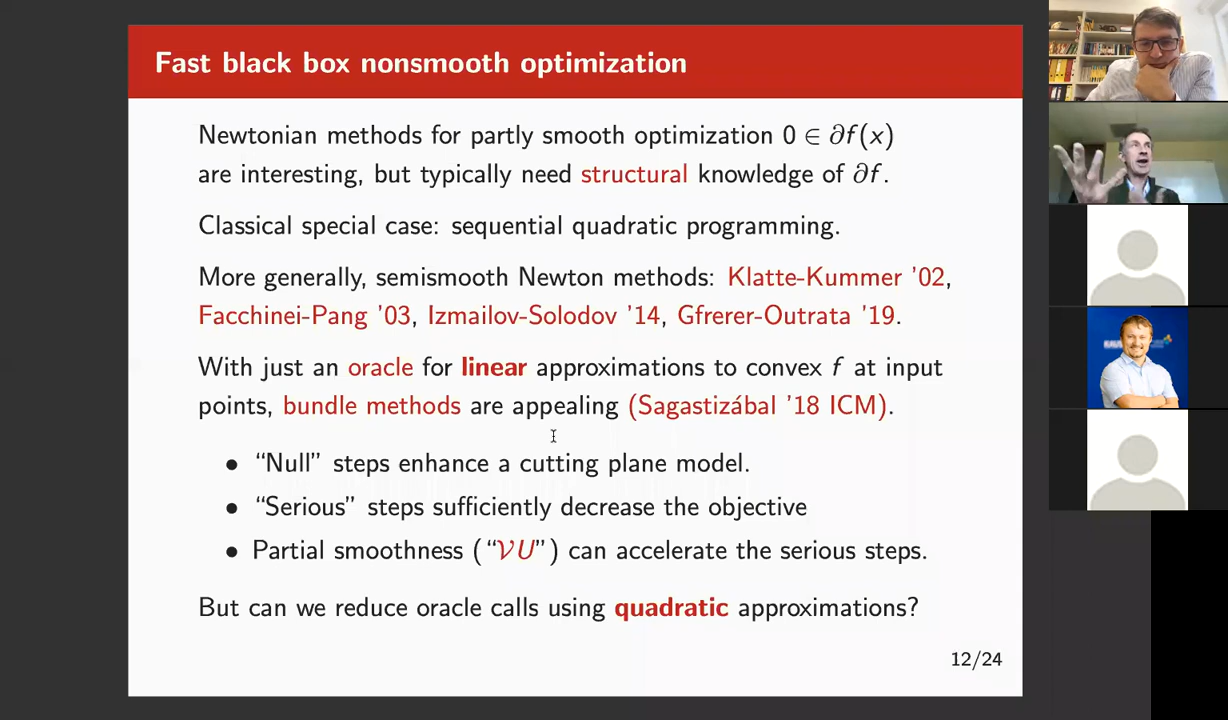 Fast black box nonsmooth optimization
Newtonian methods for partly smooth optimization 0 ∈ ∂f(x)
are interesting, but typically need structural knowledge of ∂f.
Classical special case: sequential quadratic programming.
More generally, semismooth Newton methods: Klatte-Kummer ’02,
Facchinei-Pang ’03, Izmailov-Solodov ’14, Gfrerer-Outrata ’19.
With just an oracle for linear approximations to convex f at input
points, bundle methods are appealing (Sagastizábal ’18 ICM).
• “Null” steps enhance a cutting plane model.
• “Serious” steps sufficiently decrease the objective
• Partial smoothness (“𝒱U”) can accelerate the serious steps.
But can we reduce oracle calls using quadratic approximations?
12/24